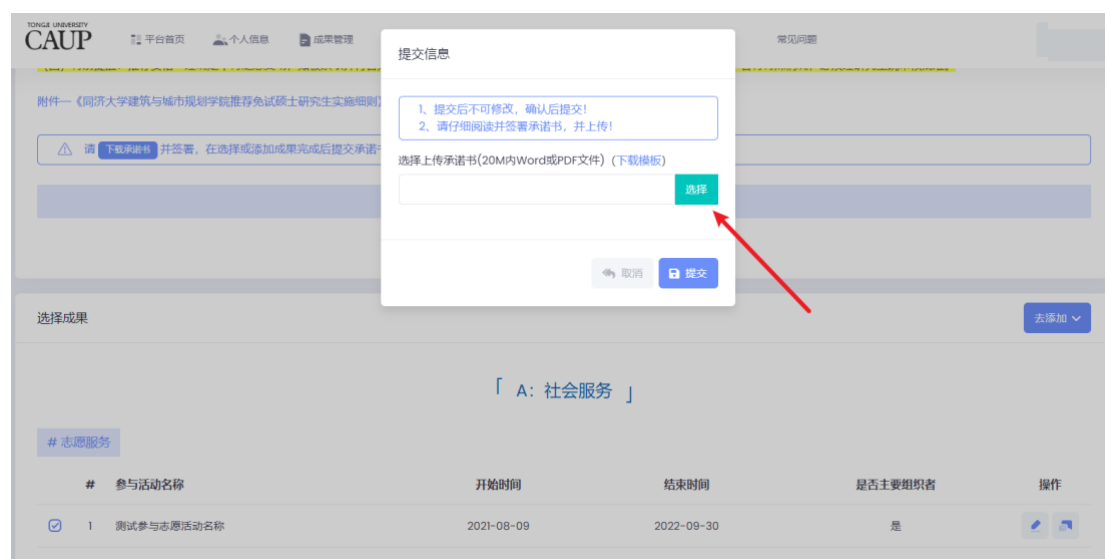 TONGJI UNIVERSITY
CAUP
平台首页
个人信息
成果管理
常见问题
附件一《同济大学建筑与城市规划学院推荐免试硕士研究生实施细则》
请 下载承诺书 并签署，在选择或添加成果完成后提交承诺
提交信息
1、提交后不可修改，确认后提交！
2、请仔细阅读并签署承诺书，并上传！
选择上传承诺书(20M内Word或PDF文件)（下载模板）
选择
取消
提交
选择成果
去添加
「 A：社会服务 」
# 志愿服务
# 参与活动名称 开始时间 结束时间 是否主要组织者 操作
1 测试参与志愿活动名称 2021-08-09 2022-09-30 是